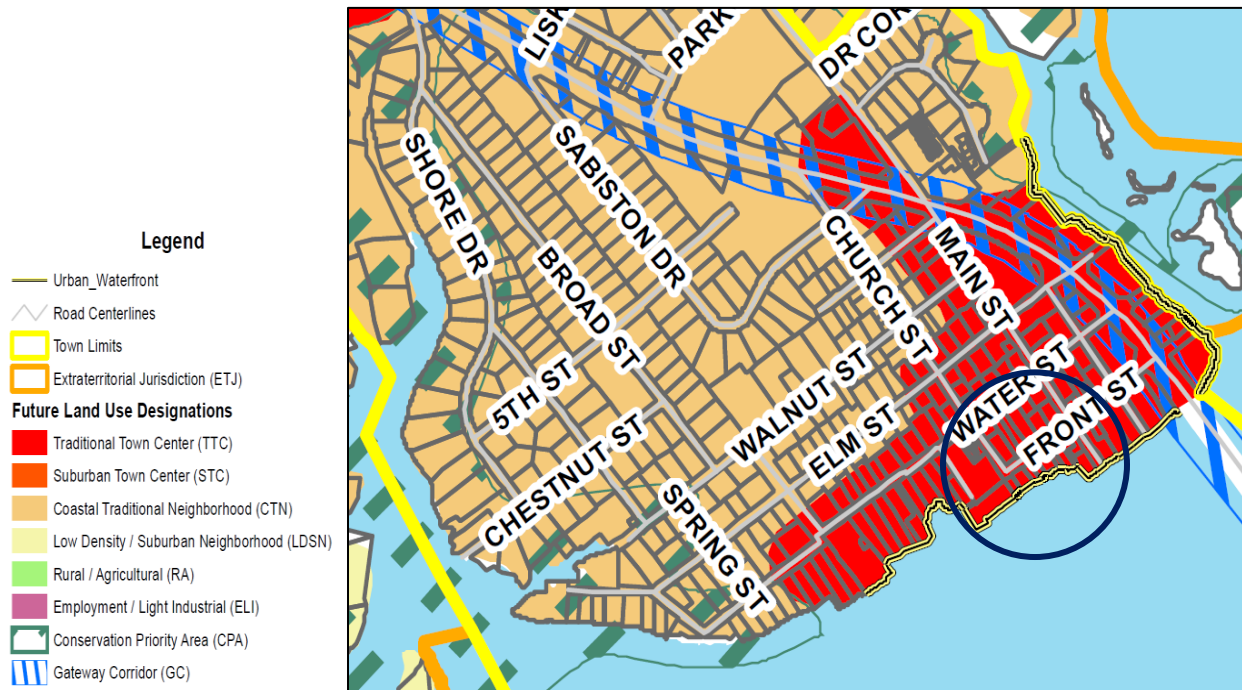 Legend
Urban_Waterfront
Road Centerlines
Town Limits
Extraterritorial Jurisdiction (ETJ)
Future Land Use Designations
Traditional Town Center (TTC)
Suburban Town Center (STC)
Coastal Traditional Neighborhood (CTN)
Low Density / Suburban Neighborhood (LDSN)
Rural / Agricultural (RA)
Employment / Light Industrial (ELI)
Conservation Priority Area (CPA)
Gateway Corridor (GC)
LISK
PARK
DR COR
SHORE DR
SABISTON DR
BROAD ST
CHURCH ST
MAIN ST
5TH ST
CHESTNUT ST
WALNUT ST
ELM ST
WATER ST
FRONT ST
SPRING ST